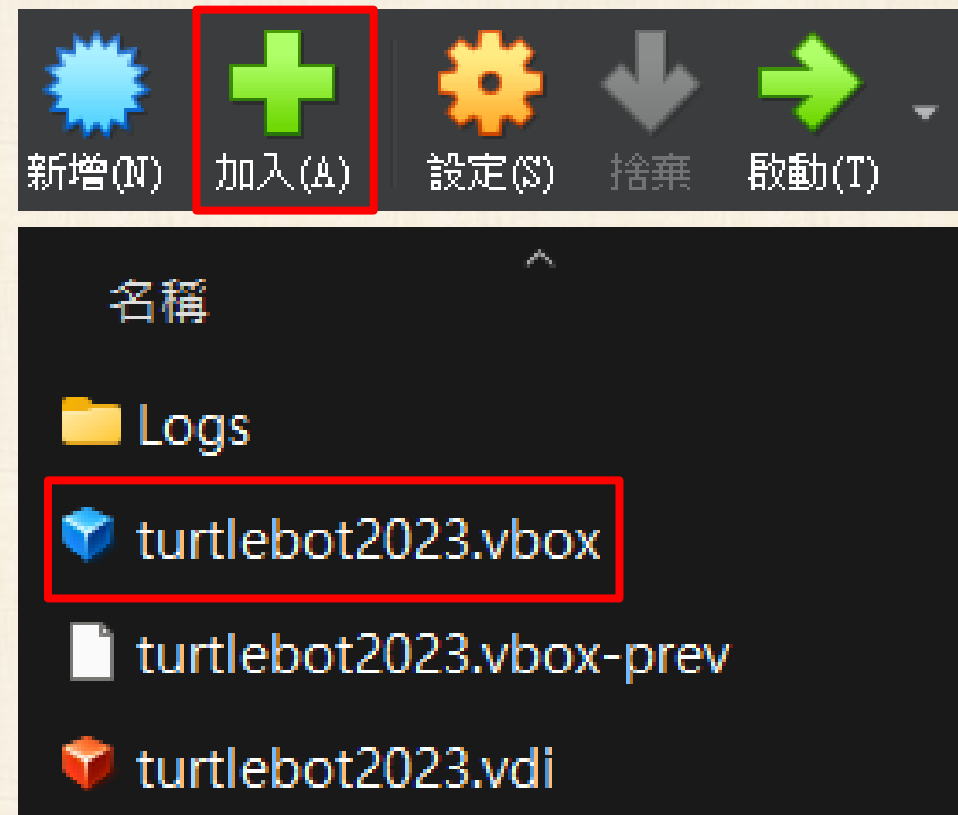 新增(N) 加入(A) 設定(S) 捨棄 啟動(T)
名稱
Logs
turtlebot2023.vbox
turtlebot2023.vbox-prev
turtlebot2023.vdi